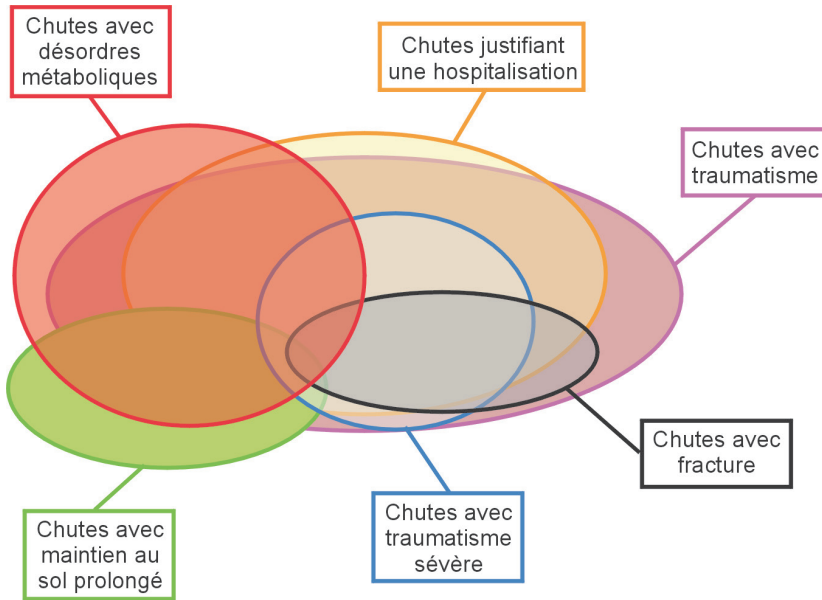 Chutes avec
désordres
métaboliques
Chutes justifiant
une hospitalisation
Chutes avec
traumatisme
Chutes avec
fracture
Chutes avec
traumatisme
sévère
Chutes avec
maintien au
sol prolongé